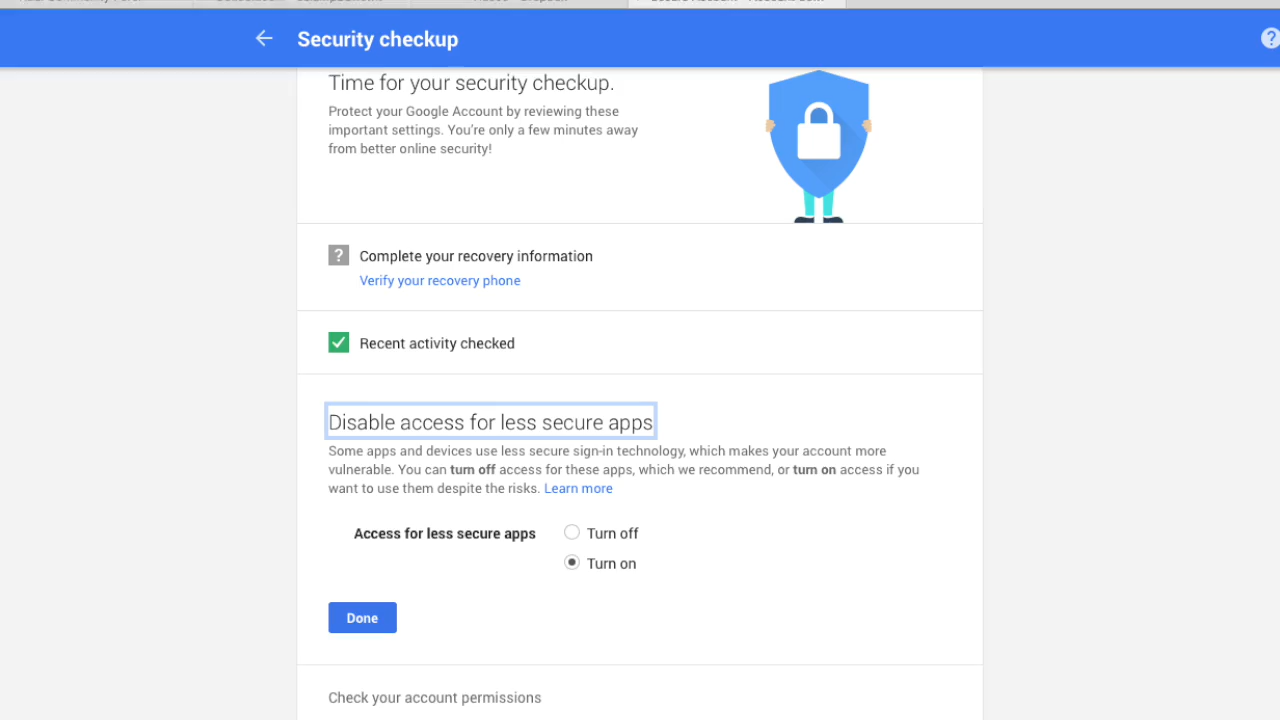 Security checkup
?
Time for your security checkup.
Protect your Google Account by reviewing these
important settings. You're only a few minutes away
from better online security!
?
Complete your recovery information
Verify your recovery phone
Recent activity checked
Disable access for less secure apps
Some apps and devices use less secure sign-in technology, which makes your account more
vulnerable. You can turn off access for these apps, which we recommend, or turn on access if you
want to use them despite the risks. Learn more
Access for less secure apps
Turn off
Turn on
Done
Check your account permissions